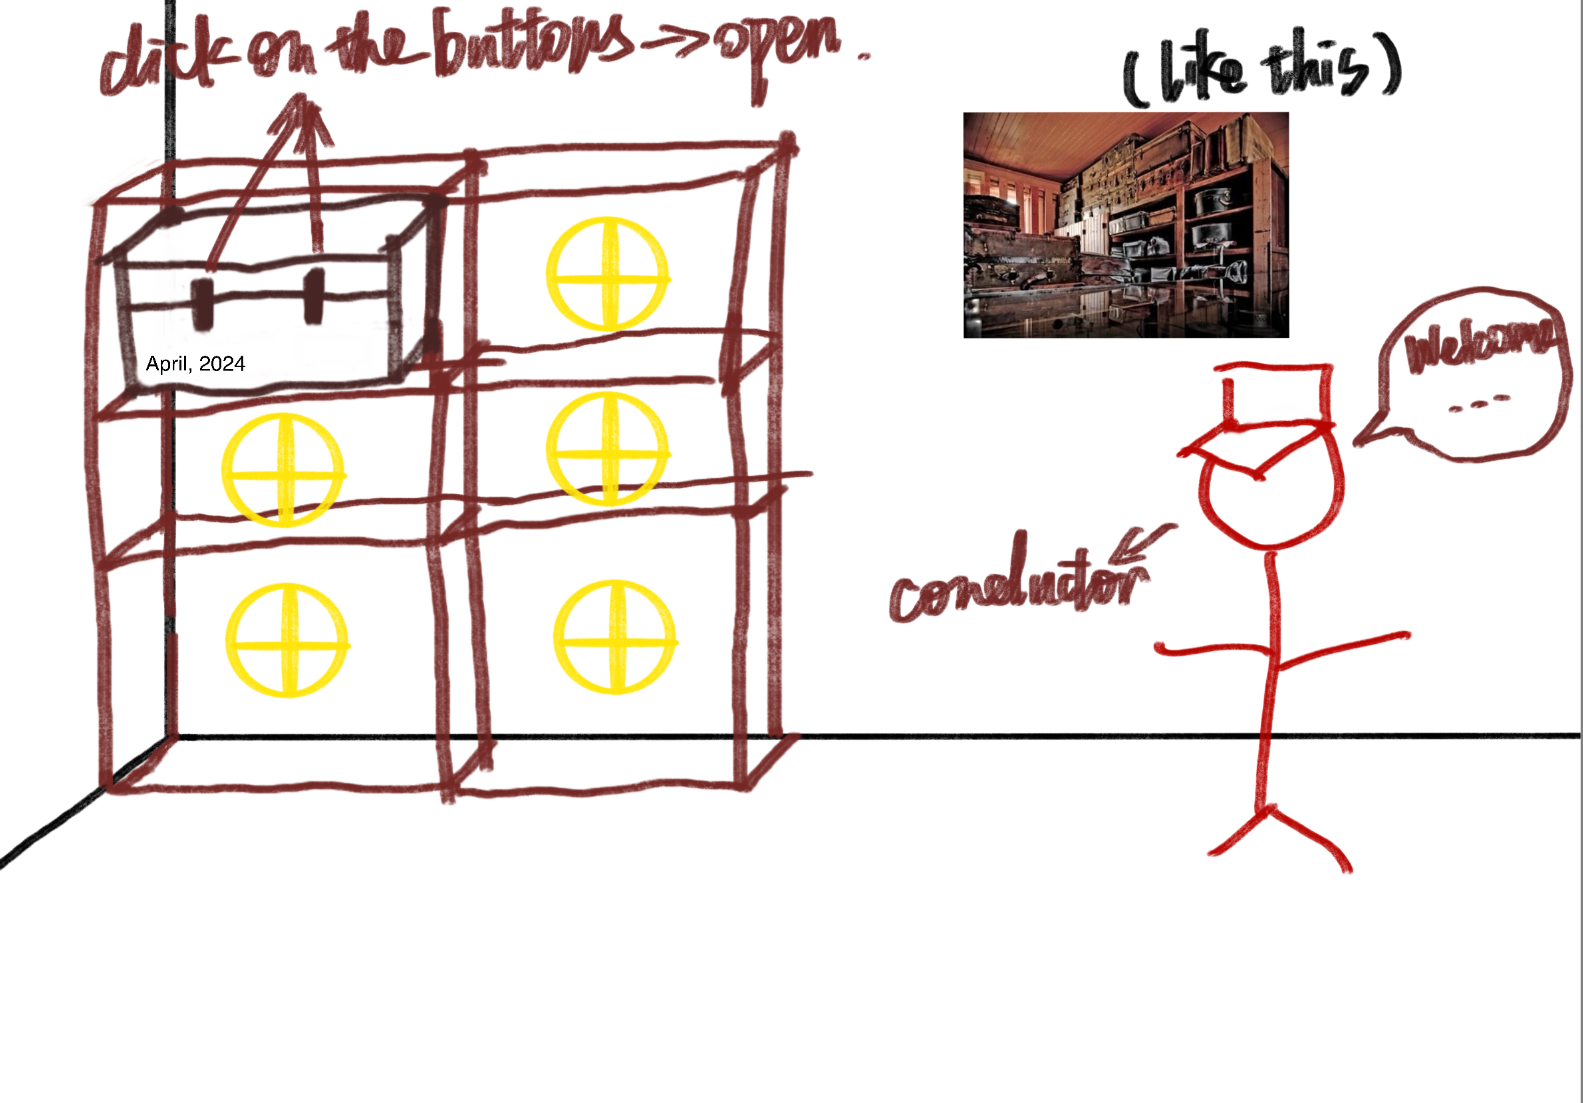 click on the buttons → open.
(like this)
April, 2024
Welcome
---
conductor